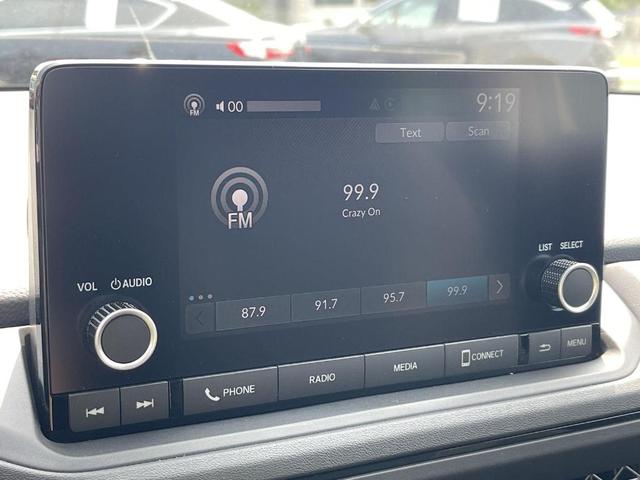 FM 00 9:19
Text Scan
FM
99.9
Crazy On
LIST SELECT
VOL AUDIO
87.9 91.7 95.7 99.9
PHONE RADIO MEDIA CONNECT MENU